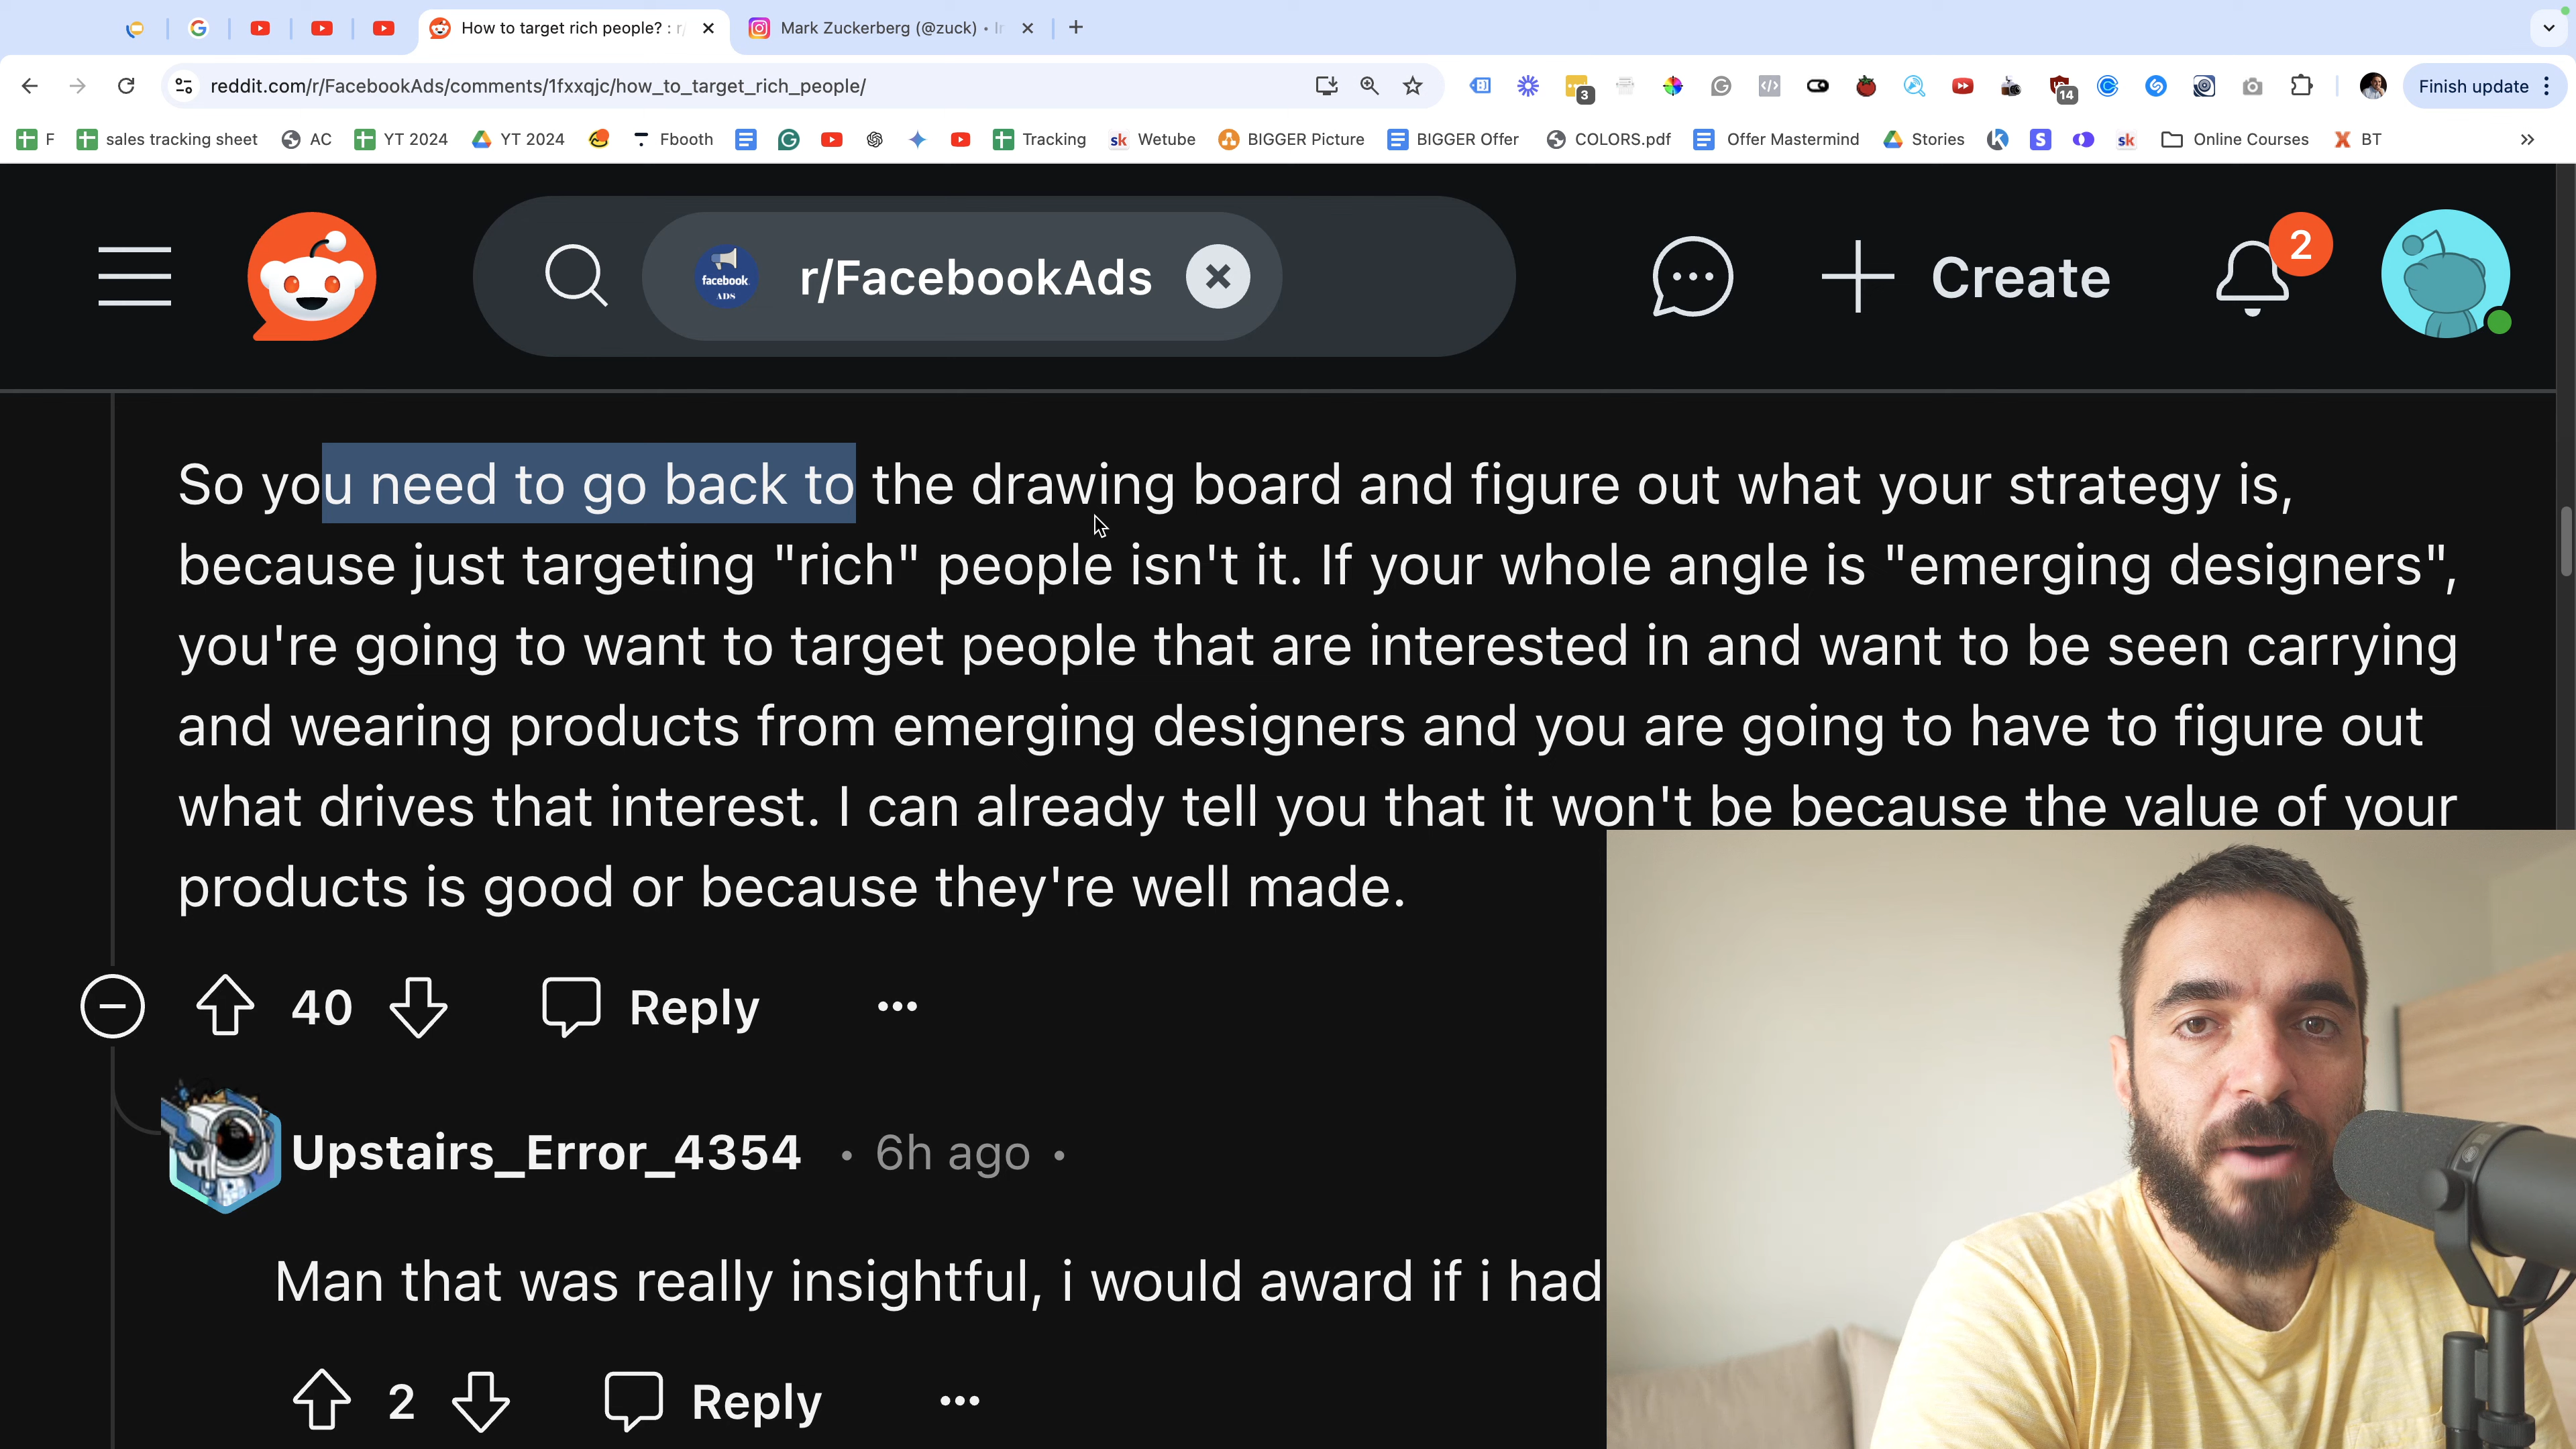 How to target rich people? : r/
Mark Zuckerberg (@zuck) • In
reddit.com/r/FacebookAds/comments/1fxxqjc/how_to_target_rich_people/
3
14
Finish update
F
sales tracking sheet
AC
YT 2024
YT 2024
Fbooth
Tracking
sk Wetube
BIGGER Picture
BIGGER Offer
COLORS.pdf
Offer Mastermind
Stories
S
sk
Online Courses
BT
facebook
ADS
r/FacebookAds
Create
2
So you need to go back to the drawing board and figure out what your strategy is,
because just targeting "rich" people isn't it. If your whole angle is "emerging designers",
you're going to want to target people that are interested in and want to be seen carrying
and wearing products from emerging designers and you are going to have to figure out
what drives that interest. I can already tell you that it won't be because the value of your
products is good or because they're well made.
40
Reply
Upstairs_Error_4354 • 6h ago •
Man that was really insightful, i would award if i had
2
Reply